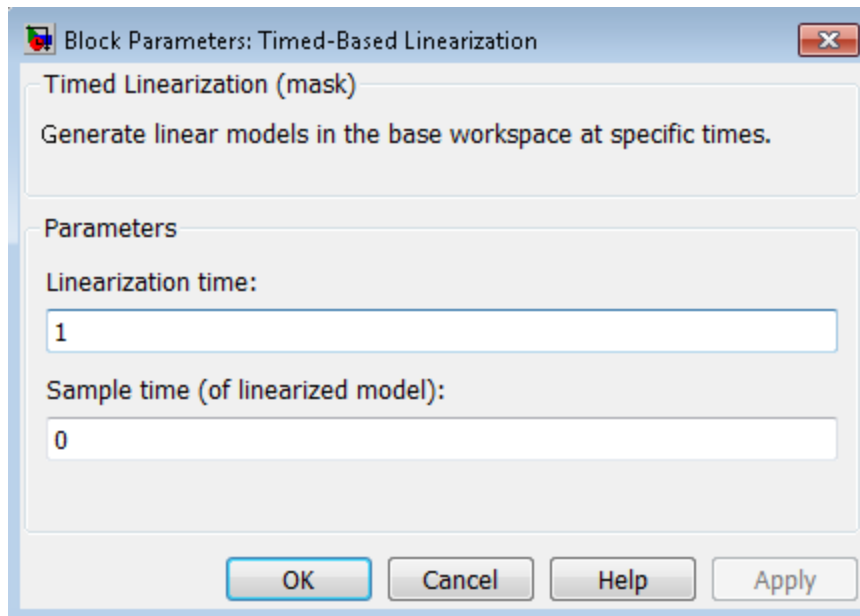 Block Parameters: Timed-Based Linearization
Timed Linearization (mask)
Generate linear models in the base workspace at specific times.
Parameters
Linearization time:
1
Sample time (of linearized model):
0
OK Cancel Help Apply